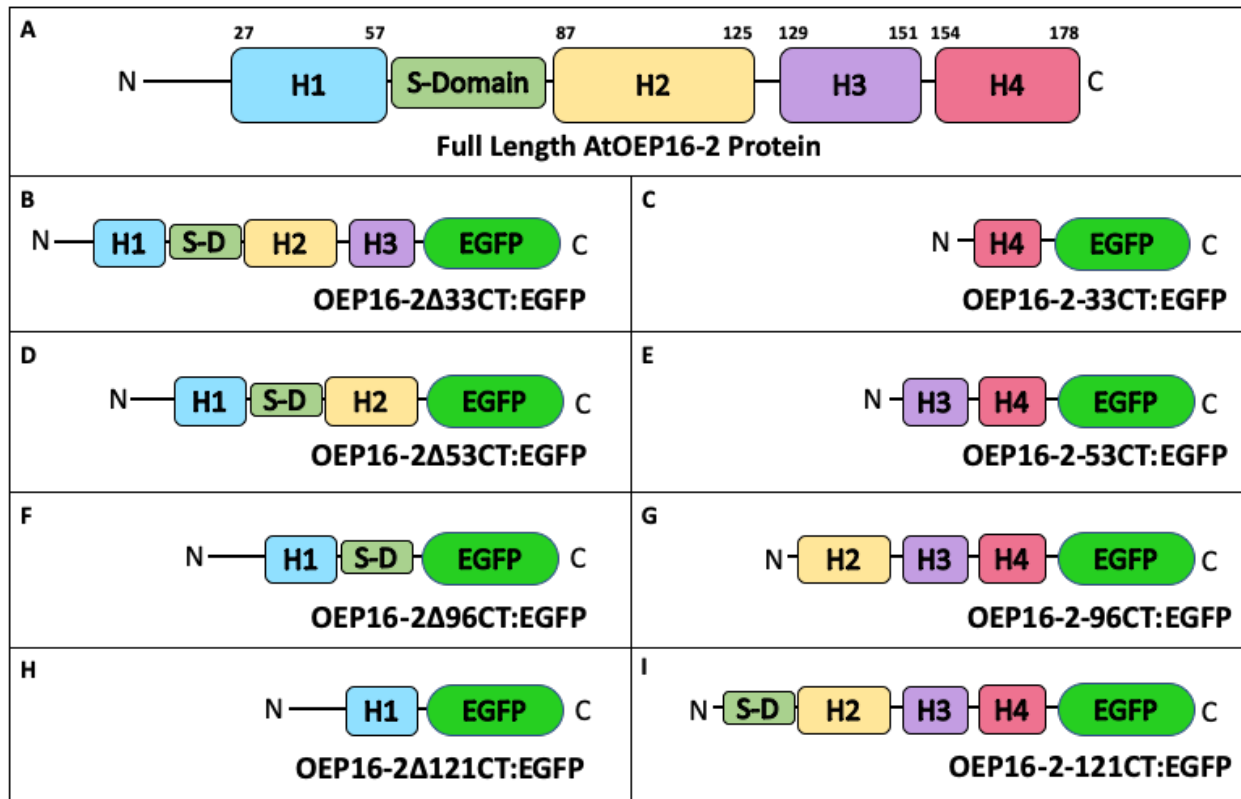 A
27 57 87 125 129 151 154 178
N H1 S-Domain H2 H3 H4 C
Full Length AtOEP16-2 Protein
B
N H1 S-D H2 H3 EGFP C
OEP16-2Δ33CT:EGFP
C
N H4 EGFP C
OEP16-2-33CT:EGFP
D
N H1 S-D H2 EGFP C
OEP16-2Δ53CT:EGFP
E
N H3 H4 EGFP C
OEP16-2-53CT:EGFP
F
N H1 S-D EGFP C
OEP16-2Δ96CT:EGFP
G
N H2 H3 H4 EGFP C
OEP16-2-96CT:EGFP
H
N H1 EGFP C
OEP16-2Δ121CT:EGFP
I
N S-D H2 H3 H4 EGFP C
OEP16-2-121CT:EGFP